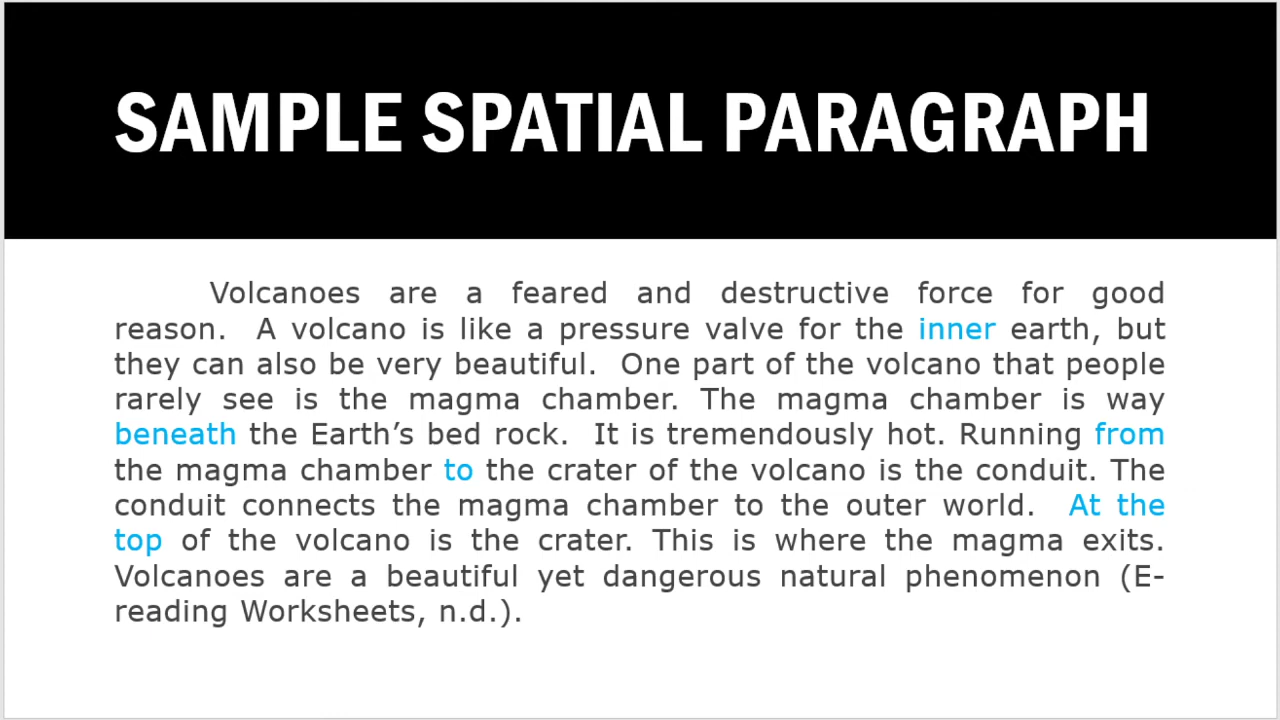 SAMPLE SPATIAL PARAGRAPH
Volcanoes are a feared and destructive force for good
reason.  A volcano is like a pressure valve for the inner earth, but
they can also be very beautiful.  One part of the volcano that people
rarely see is the magma chamber. The magma chamber is way
beneath the Earth’s bed rock.  It is tremendously hot. Running from
the magma chamber to the crater of the volcano is the conduit. The
conduit connects the magma chamber to the outer world.  At the
top of the volcano is the crater. This is where the magma exits.
Volcanoes are a beautiful yet dangerous natural phenomenon (E-
reading Worksheets, n.d.).